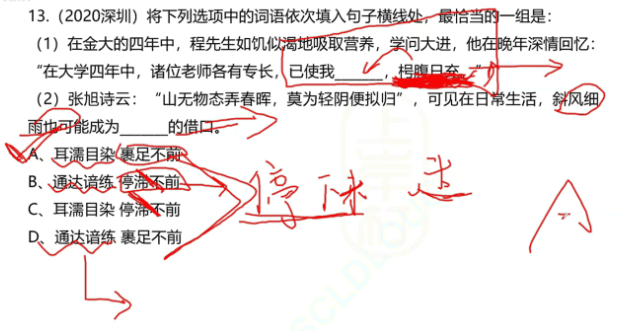 13.（2020深圳）将下列选项中的词语依次填入句子横线处，最恰当的一组是：
（1）在金大的四年中，程先生如饥似渴地吸取营养，学问大进，他在晚年深情回忆：
“在大学四年中，诸位老师各有专长，已使我______，枵腹日充。”
（2）张旭诗云：“山无物态弄春晖，莫为轻阴便拟归”，可见在日常生活，斜风细
雨也可能成为______的借口。
A、耳濡目染 裹足不前
B、通达谙练 停滞不前
C、耳濡目染 停滞不前
D、通达谙练 裹足不前
停
A